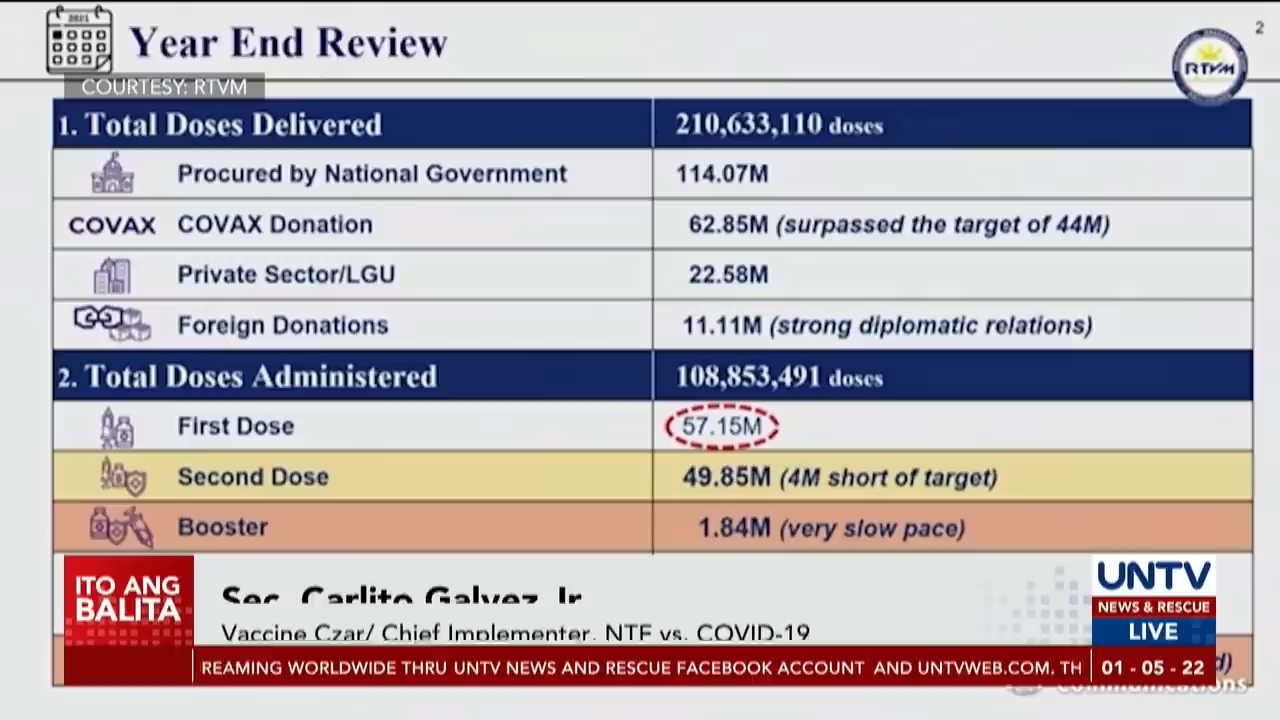 2021
Year End Review
2
RTVM
COURTESY: RTVM
1. Total Doses Delivered 210,633,110 doses
Procured by National Government 114.07M
COVAX COVAX Donation 62.85M (surpassed the target of 44M)
Private Sector/LGU 22.58M
Foreign Donations 11.11M (strong diplomatic relations)
2. Total Doses Administered 108,853,491 doses
First Dose 57.15M
Second Dose 49.85M (4M short of target)
Booster 1.84M (very slow pace)
ITO ANG
BALITA
Sec. Carlito Galvez Jr.
Vaccine Czar/ Chief Implementer, NTF vs. COVID-19
UNTV
NEWS & RESCUE
LIVE
REAMING WORLDWIDE THRU UNTV NEWS AND RESCUE FACEBOOK ACCOUNT AND UNTVWEB.COM. TH
01 - 05 - 22
Communications